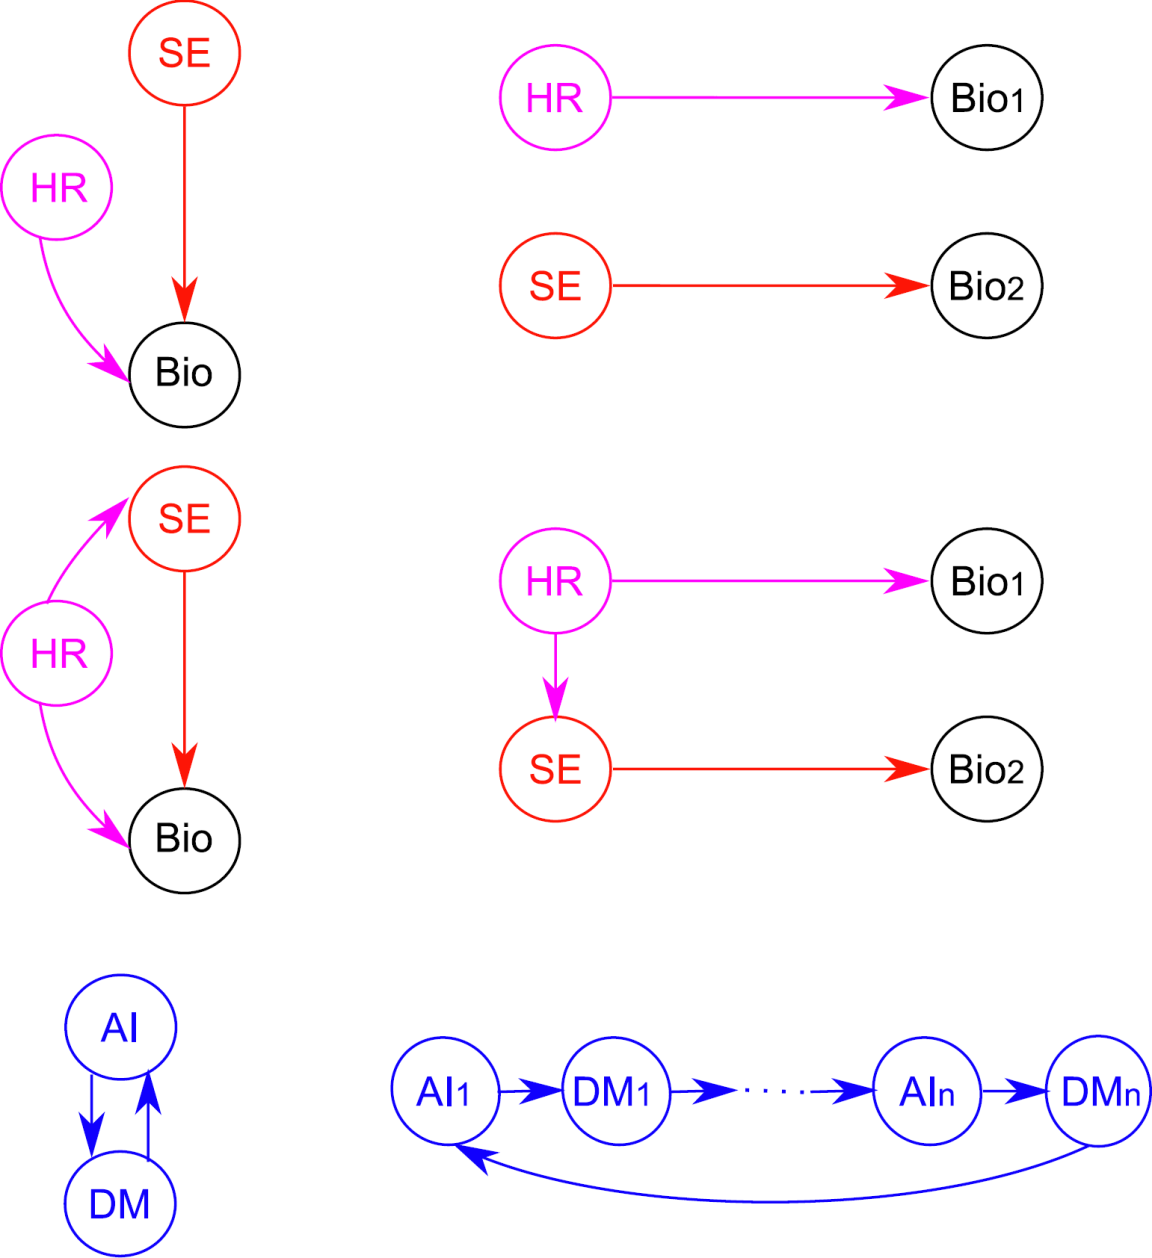 SE
HR
Bio
HR
Bio1
SE
Bio2
SE
HR
Bio
HR
Bio1
SE
Bio2
AI
DM
AI1
DM1
....
AIn
DMn